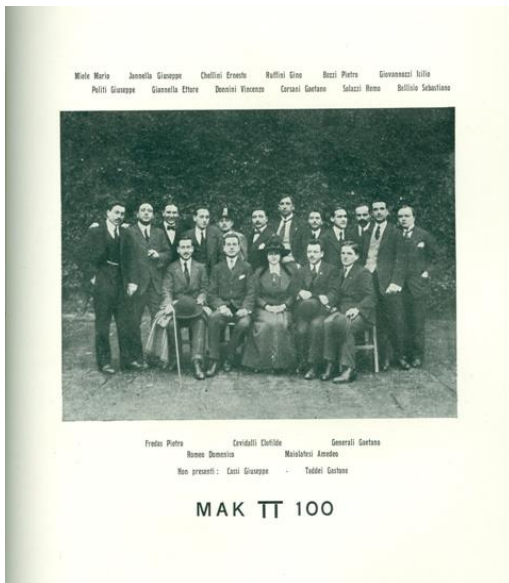 Miele Mario Jannella Giuseppe Chellini Ernesto Ruffini Gino Bezzi Pietro Giovannozzi Icilio
Politi Giuseppe Giannella Ettore Donnini Vincenzo Corsani Gaetano Salazzi Remo Bellisio Sebastiano
Fredas Pietro Cevidalli Clotilde Generali Gaetano
Romeo Domenico Maiolatesi Amedeo
Non presenti: Cassi Giuseppe - Taddei Gastone
MAK TT 100